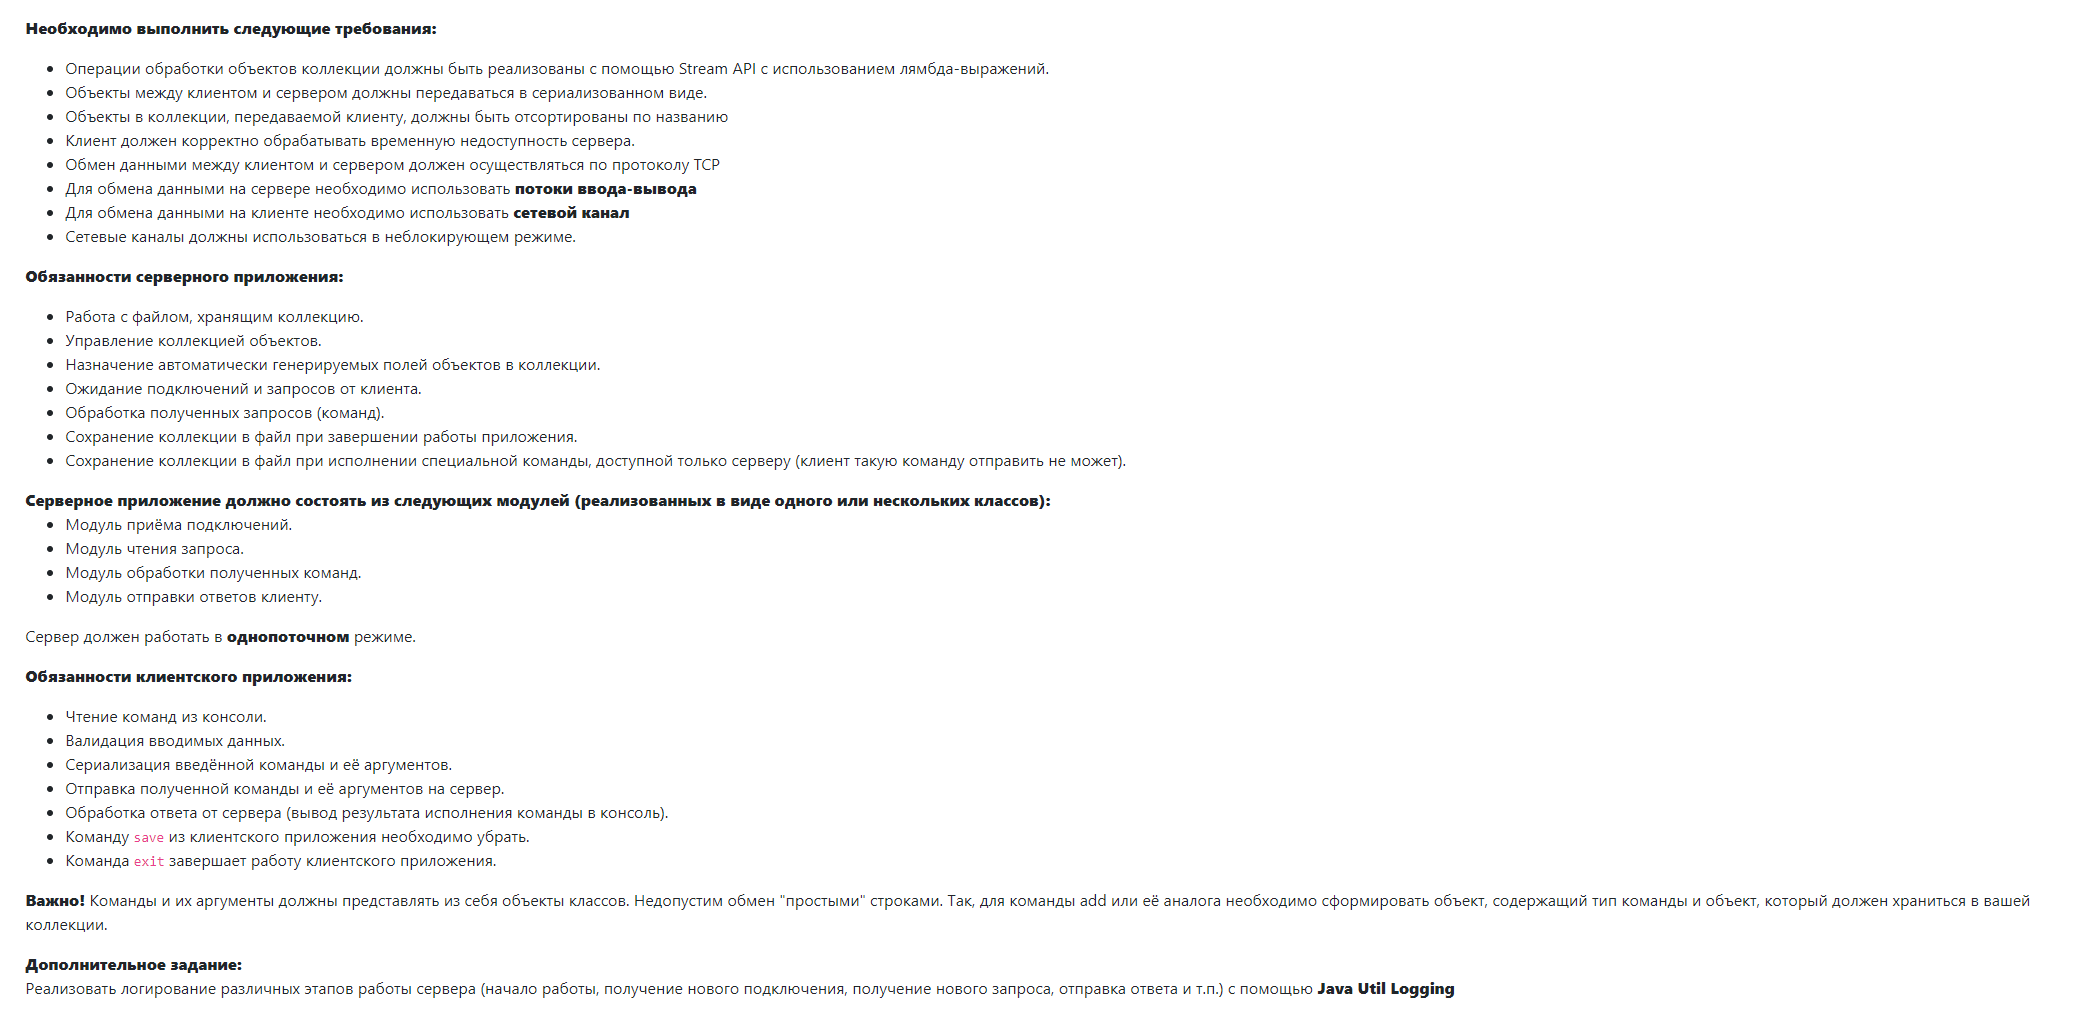 Необходимо выполнить следующие требования:
Операции обработки объектов коллекции должны быть реализованы с помощью Stream API с использованием лямбда-выражений.
Объекты между клиентом и сервером должны передаваться в сериализованном виде.
Объекты в коллекции, передаваемой клиенту, должны быть отсортированы по названию
Клиент должен корректно обрабатывать временную недоступность сервера.
Обмен данными между клиентом и сервером должен осуществляться по протоколу TCP
Для обмена данными на сервере необходимо использовать потоки ввода-вывода
Для обмена данными на клиенте необходимо использовать сетевой канал
Сетевые каналы должны использоваться в неблокирующем режиме.
Обязанности серверного приложения:
Работа с файлом, хранящим коллекцию.
Управление коллекцией объектов.
Назначение автоматически генерируемых полей объектов в коллекции.
Ожидание подключений и запросов от клиента.
Обработка полученных запросов (команд).
Сохранение коллекции в файл при завершении работы приложения.
Сохранение коллекции в файл при исполнении специальной команды, доступной только серверу (клиент такую команду отправить не может).
Серверное приложение должно состоять из следующих модулей (реализованных в виде одного или нескольких классов):
Модуль приёма подключений.
Модуль чтения запроса.
Модуль обработки полученных команд.
Модуль отправки ответов клиенту.
Сервер должен работать в однопоточном режиме.
Обязанности клиентского приложения:
Чтение команд из консоли.
Валидация вводимых данных.
Сериализация введённой команды и её аргументов.
Отправка полученной команды и её аргументов на сервер.
Обработка ответа от сервера (вывод результата исполнения команды в консоль).
Команду save из клиентского приложения необходимо убрать.
Команда exit завершает работу клиентского приложения.
Важно! Команды и их аргументы должны представлять из себя объекты классов. Недопустим обмен "простыми" строками. Так, для команды add или её аналога необходимо сформировать объект, содержащий тип команды и объект, который должен храниться в вашей
коллекции.
Дополнительное задание:
Реализовать логирование различных этапов работы сервера (начало работы, получение нового подключения, получение нового запроса, отправка ответа и т.п.) с помощью Java Util Logging